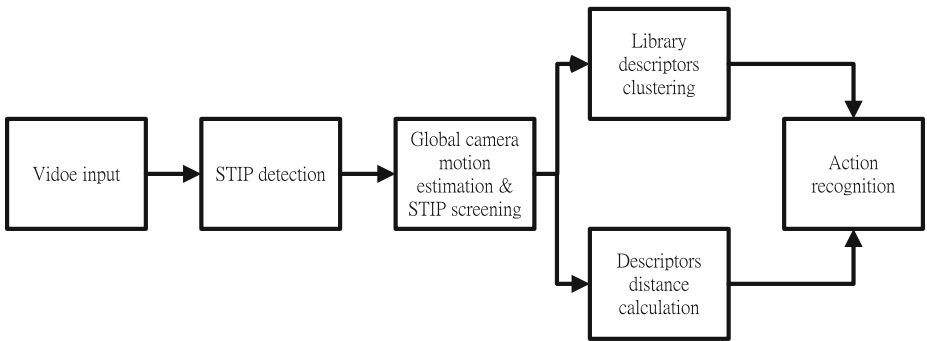 Vidoe input
STIP detection
Global camera
motion
estimation &
STIP screening
Library
descriptors
clustering
Descriptors
distance
calculation
Action
recognition